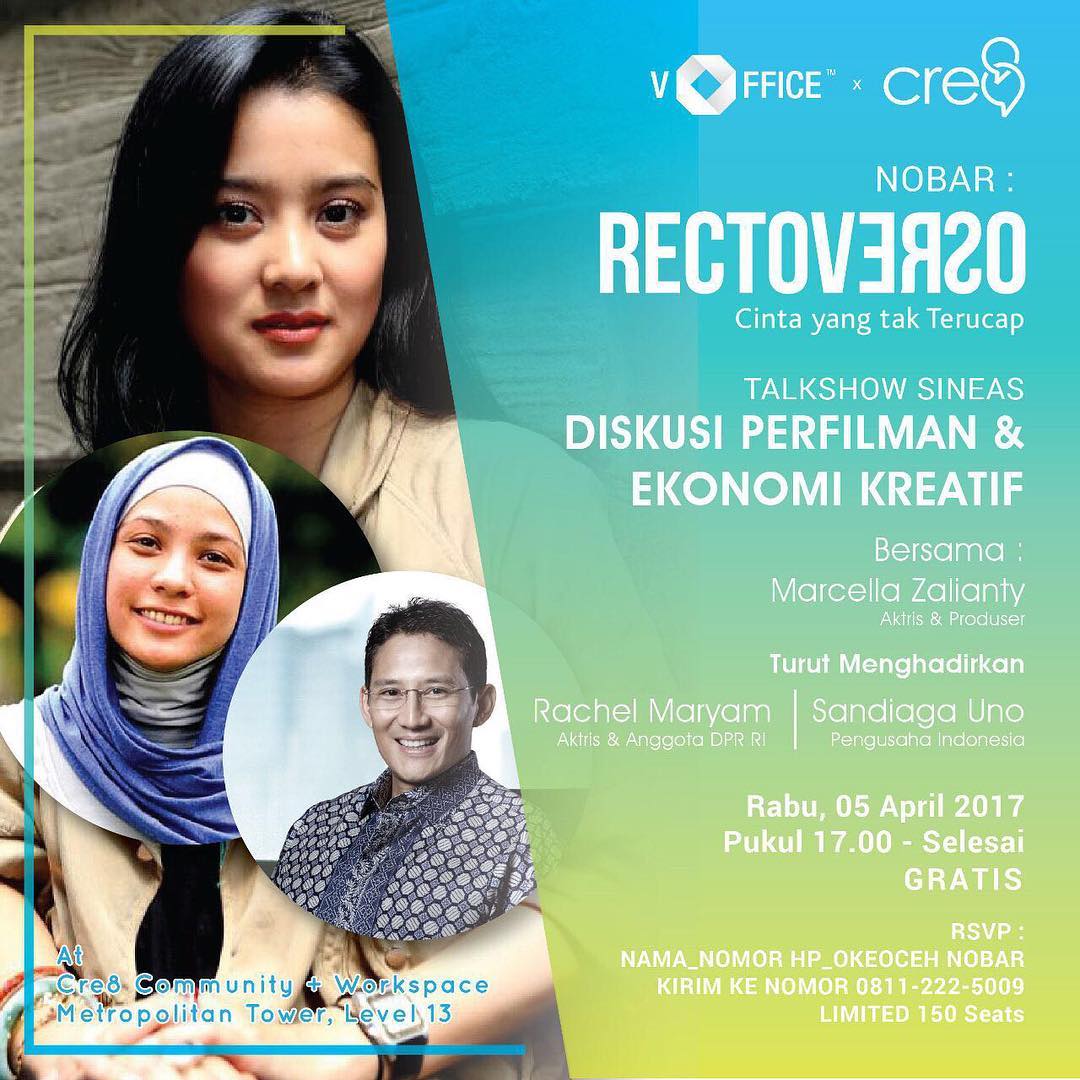 VOFFICE™ x cre8
NOBAR :
RECTOVERSO
Cinta yang tak Terucap
TALKSHOW SINEAS
DISKUSI PERFILMAN &
EKONOMI KREATIF
Bersama :
Marcella Zalianty
Aktris & Produser
Turut Menghadirkan
Rachel Maryam
Aktris & Anggota DPR RI
Sandiaga Uno
Pengusaha Indonesia
Rabu, 05 April 2017
Pukul 17.00 - Selesai
GRATIS
RSVP :
NAMA_NOMOR HP_OKEOCEH NOBAR
KIRIM KE NOMOR 0811-222-5009
LIMITED 150 Seats
At
Cre8 Community + Workspace
Metropolitan Tower, Level 13